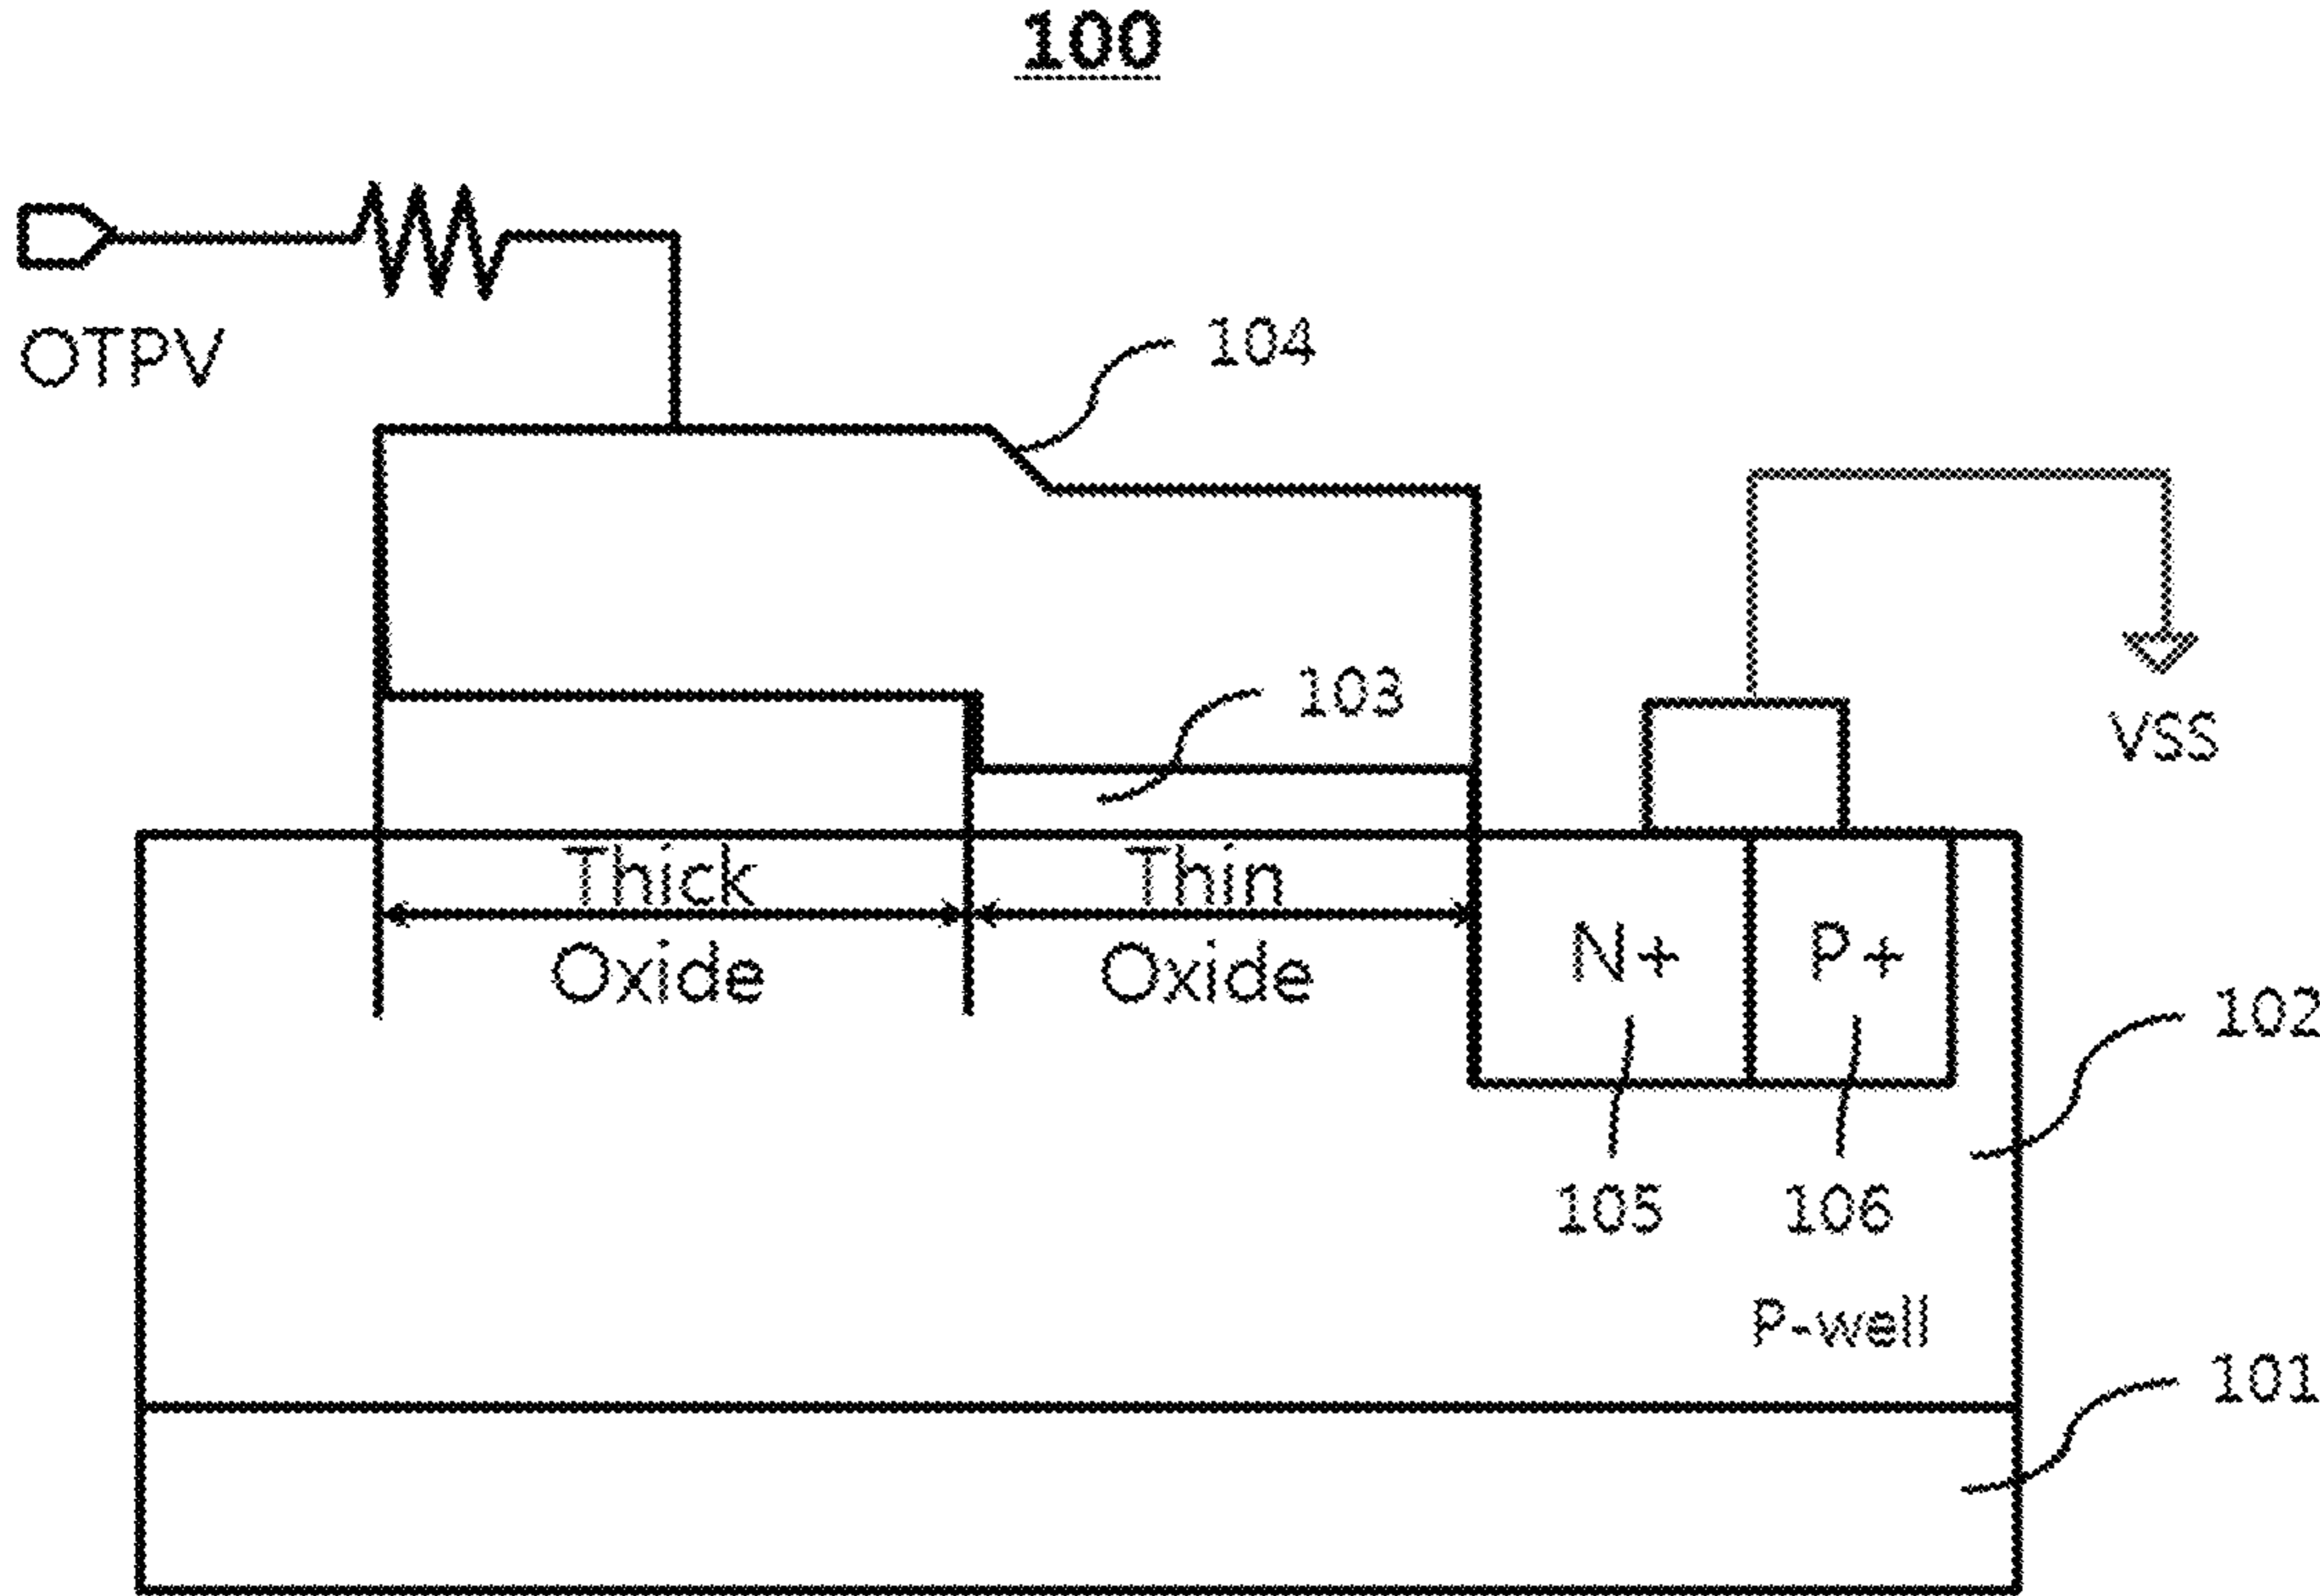 100
OTPV
104
103
VSS
Thick
Oxide
Thin
Oxide
N+
P+
102
105
106
P-well
101